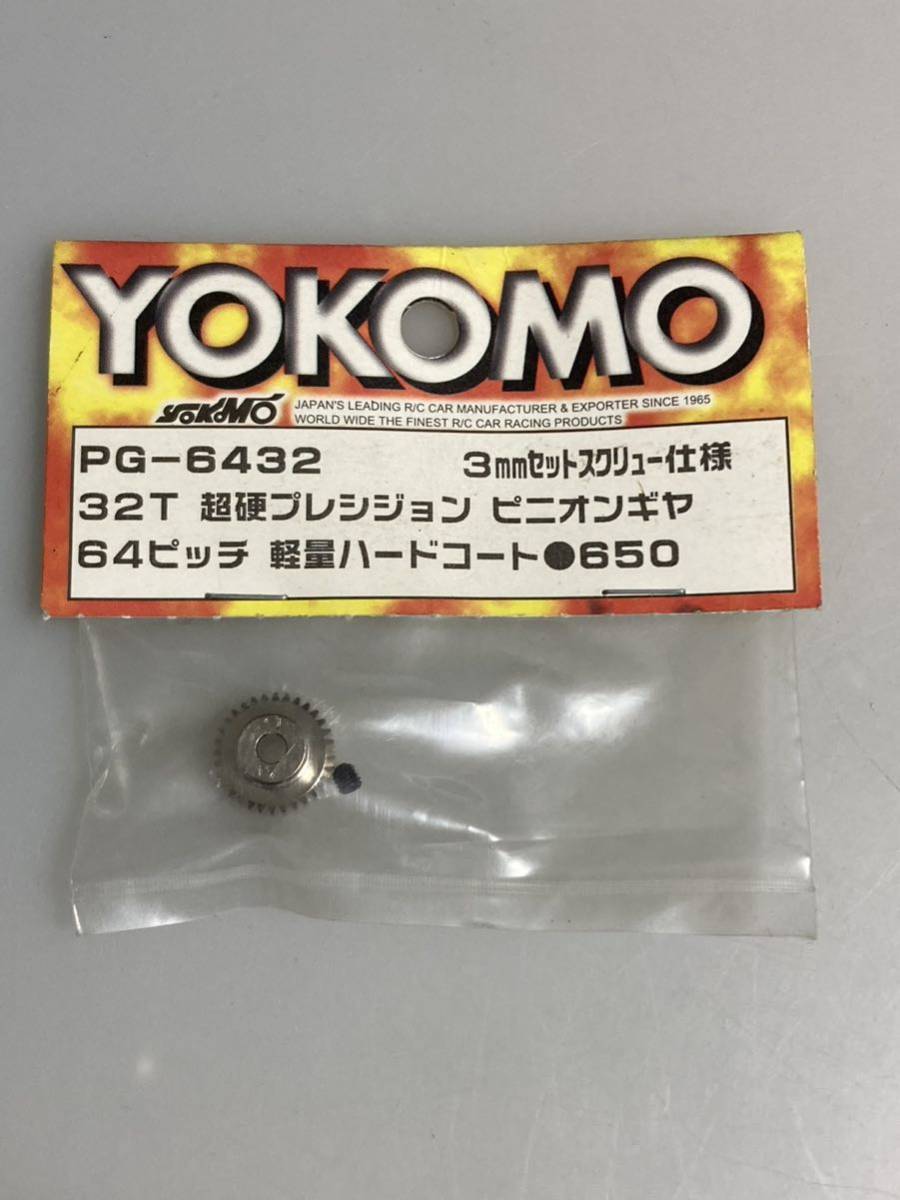 YOKOMO
YOKOMO
JAPAN'S LEADING R/C CAR MANUFACTURER & EXPORTER SINCE 1965
WORLD WIDE THE FINEST R/C CAR RACING PRODUCTS
PG-6432 3mmセットスクリュー仕様
32T 超硬プレシジョン ピニオンギヤ
64ピッチ 軽量ハードコート●650